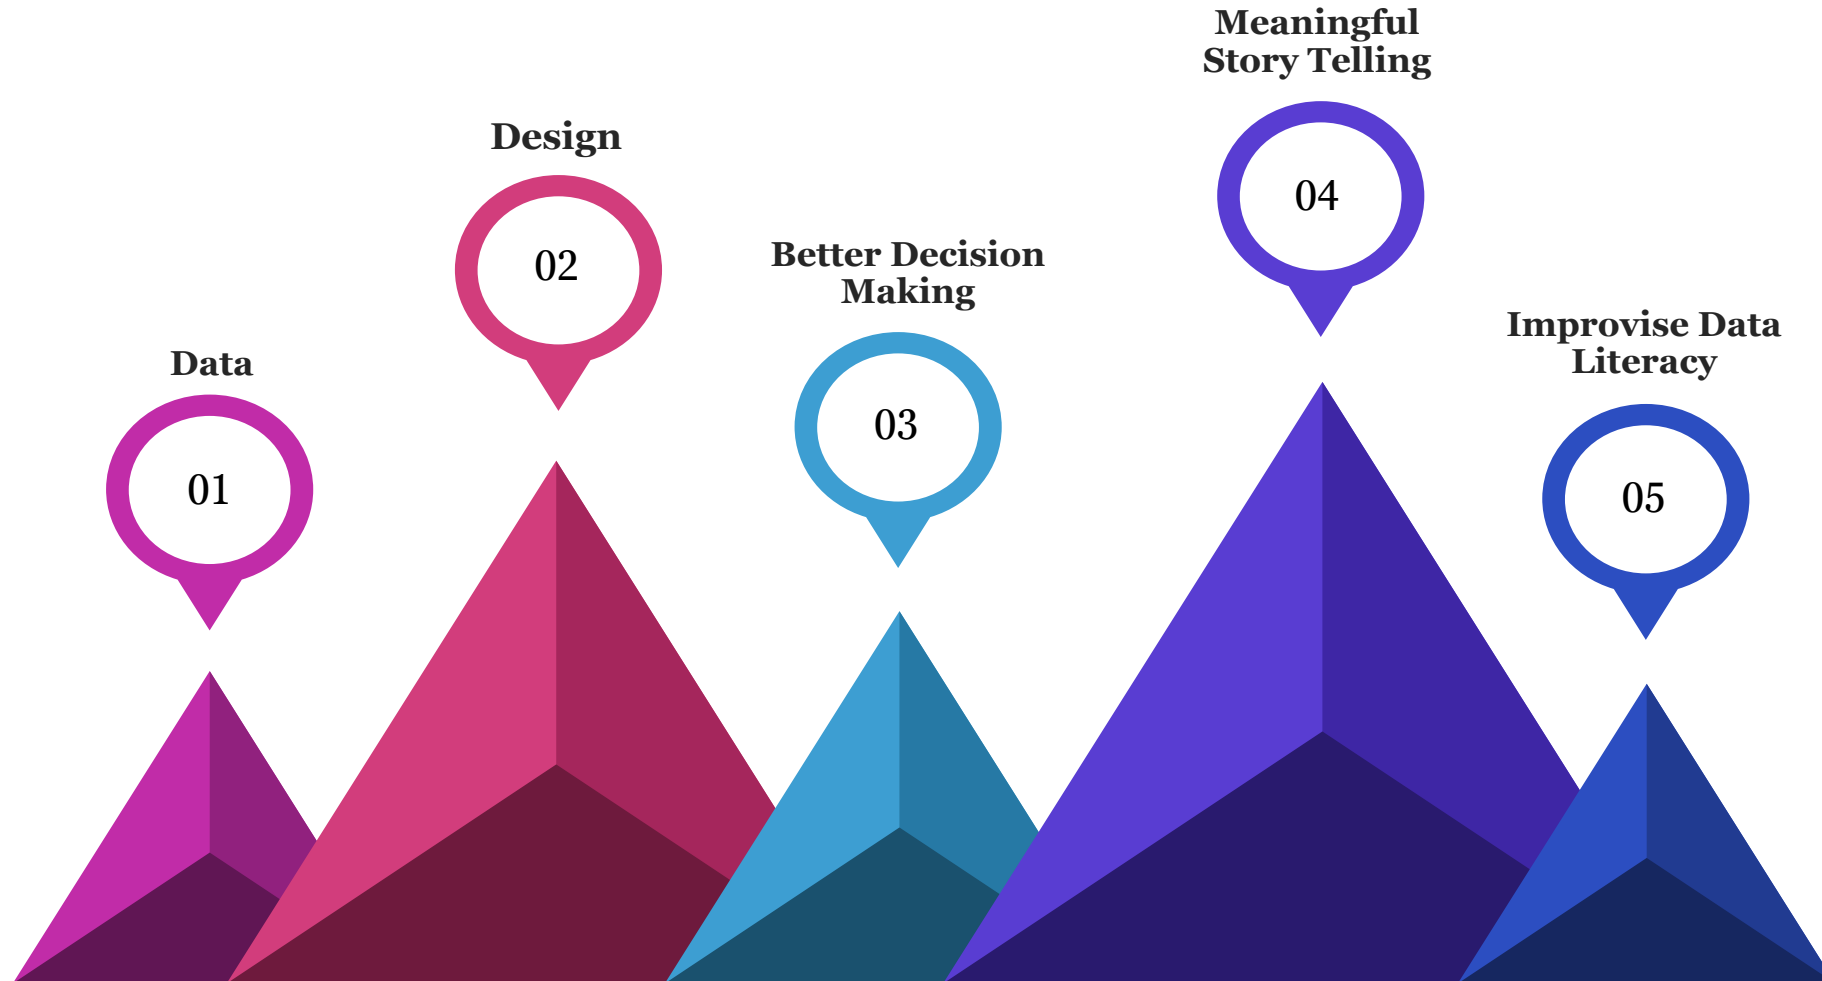 Data
01
Design
02
Better Decision
Making
03
Meaningful
Story Telling
04
Improvise Data
Literacy
05